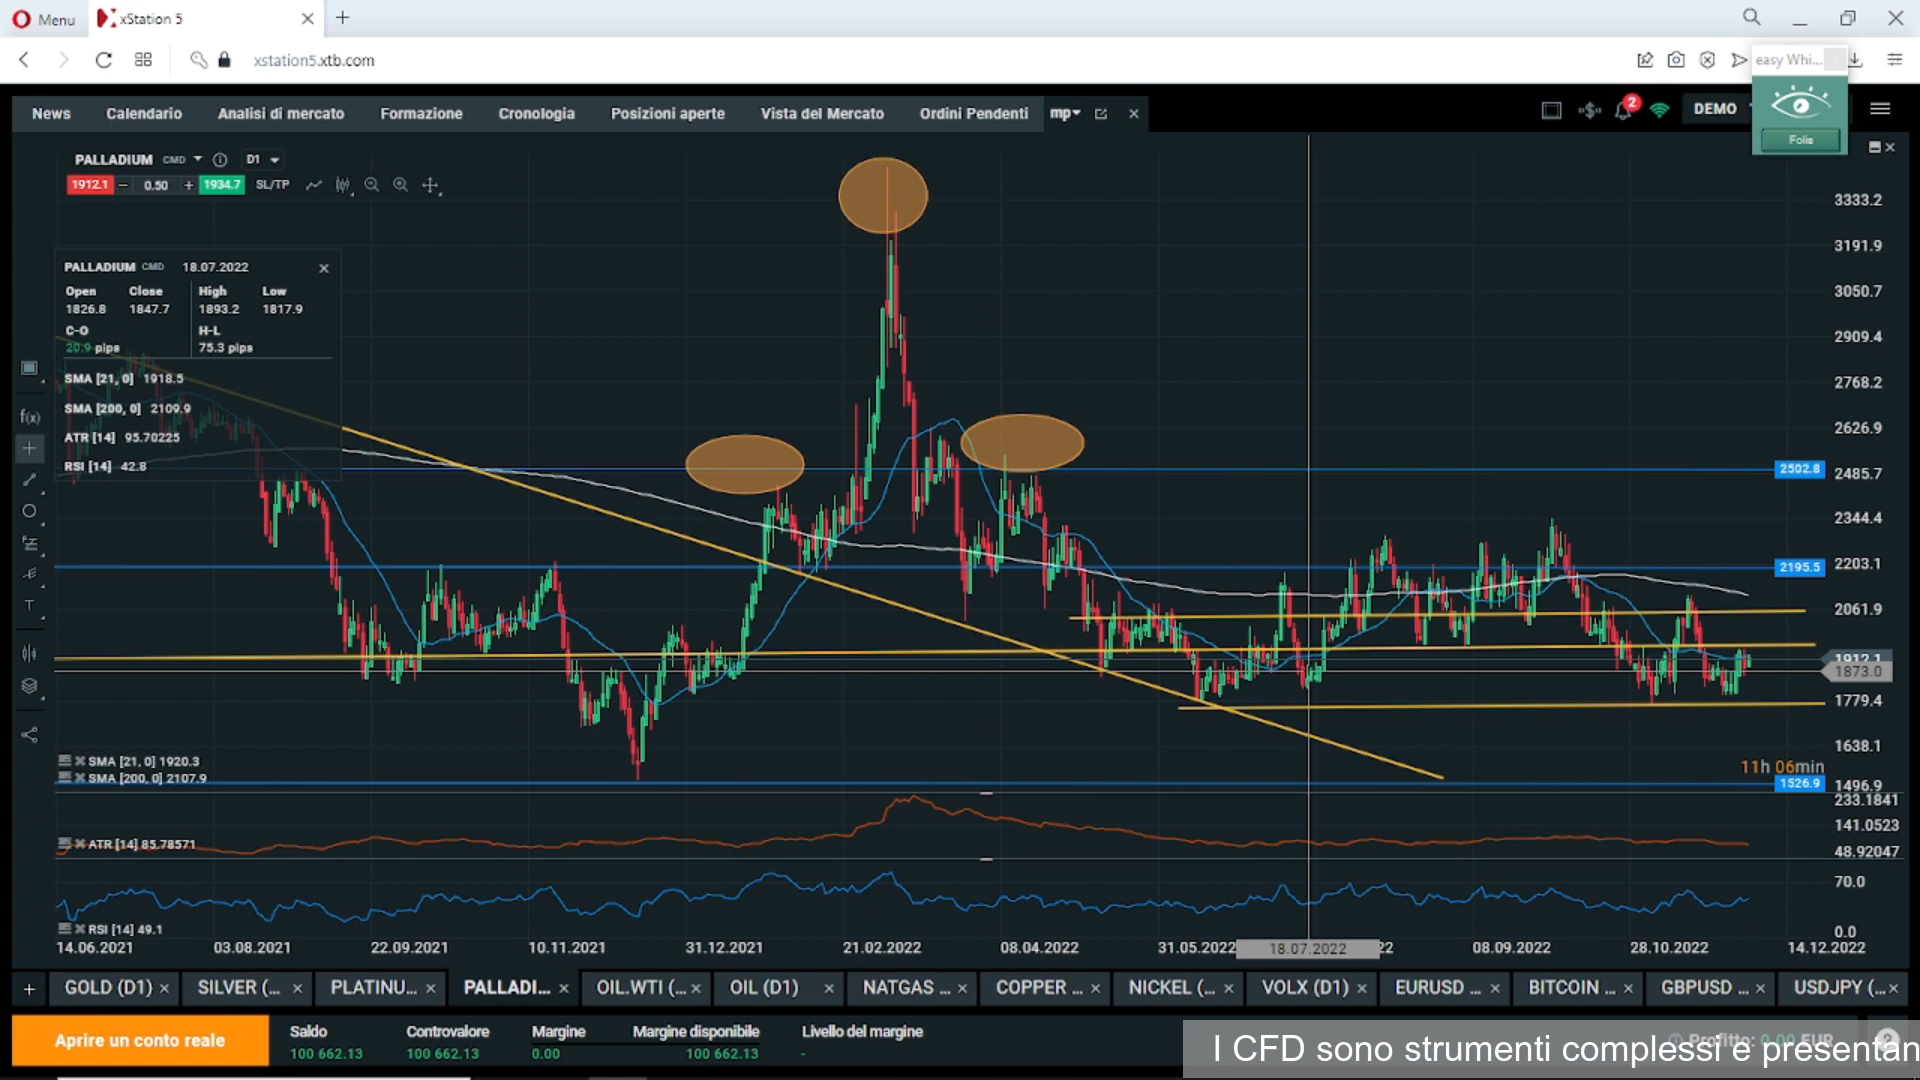 Menu
xStation 5
xstation5.xtb.com
easy Whi...
Folie
News Calendario Analisi di mercato Formazione Cronologia Posizioni aperte Vista del Mercato Ordini Pendenti mp
2
DEMO
PALLADIUM CMD D1
1912.1 − 0.50 + 1934.7 SL/TP
PALLADIUM CMD 18.07.2022
Open Close High Low
1826.8 1847.7 1893.2 1817.9
C-O H-L
20.9 pips 75.3 pips
SMA [21, 0] 1918.5
SMA [200, 0] 2109.9
ATR [14] 95.70225
RSI [14] 42.8
f(x)
T
3333.2
3191.9
3050.7
2909.4
2768.2
2626.9
2502.8
2485.7
2344.4
2203.1
2195.5
2061.9
1912.1
1873.0
1779.4
1638.1
11h 06min
1526.9
1496.9
SMA [21, 0] 1920.3
SMA [200, 0] 2107.9
233.1841
141.0523
48.92047
ATR [14] 85.78571
70.0
0.0
RSI [14] 49.1
14.06.2021 03.08.2021 22.09.2021 10.11.2021 31.12.2021 21.02.2022 08.04.2022 31.05.2022 18.07.2022 08.09.2022 28.10.2022 14.12.2022
+ GOLD (D1) SILVER (... PLATINU... PALLADI... OIL.WTI (... OIL (D1) NATGAS ... COPPER ... NICKEL (... VOLX (D1) EURUSD ... BITCOIN ... GBPUSD ... USDJPY (...
Aprire un conto reale
Saldo Controvalore Margine Margine disponibile Livello del margine
100 662.13 100 662.13 0.00 100 662.13 -
Profitto: 0.00 EUR
I CFD sono strumenti complessi e presentan